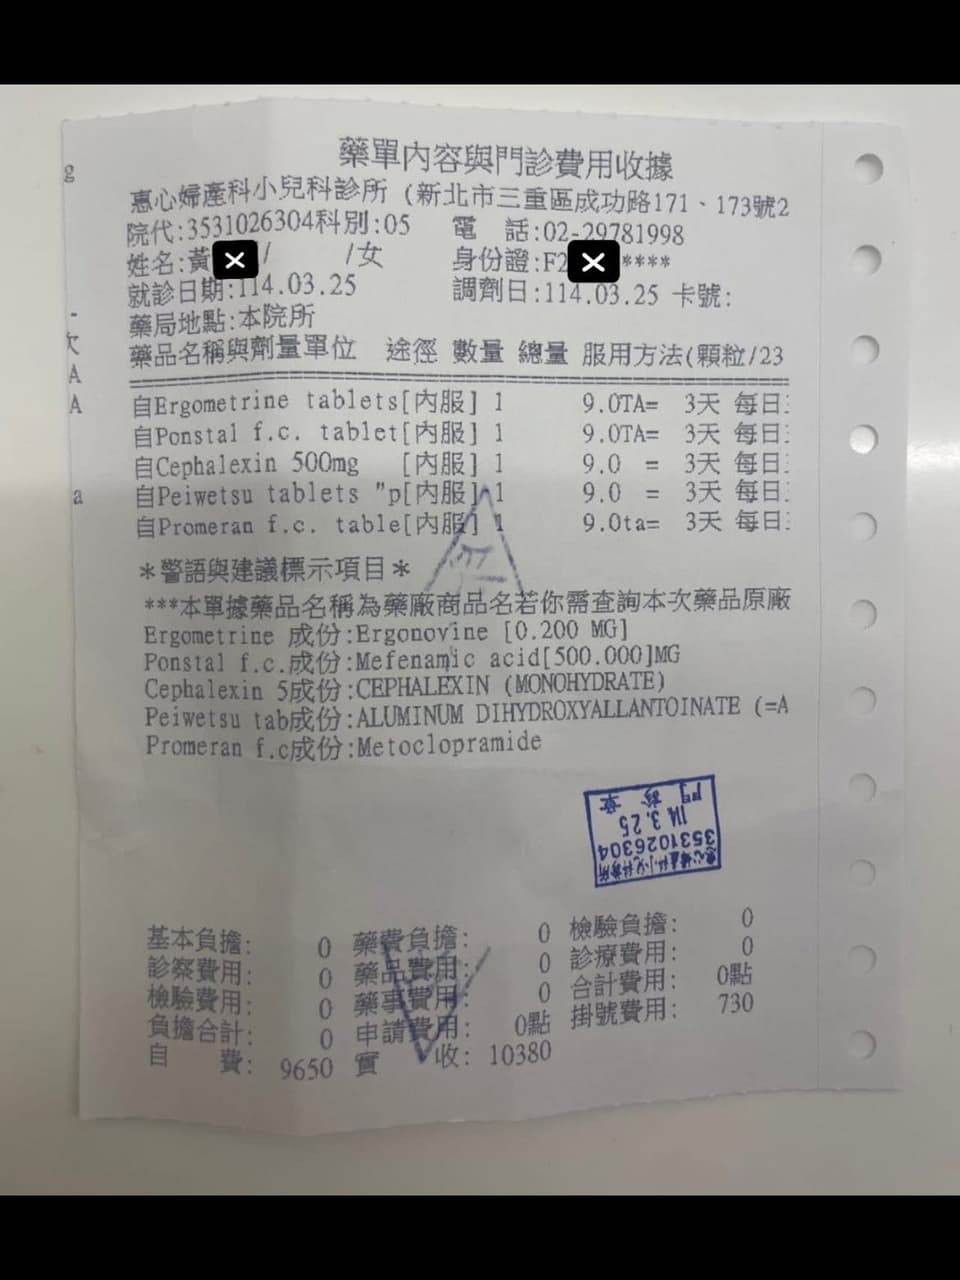 藥單內容與門診費用收據
惠心婦產科小兒科診所 (新北市三重區成功路171、173號2
院代:3531026304科別:05 電 話:02-29781998
姓名:黃 / /女 身份證:F2 ****
就診日期:114.03.25 調劑日:114.03.25 卡號:
藥局地點:本院所
藥品名稱與劑量單位 途徑 數量 總量 服用方法(顆粒/23
自Ergometrine tablets[內服] 1 9.0TA= 3天 每日
自Ponstal f.c. tablet[內服] 1 9.0TA= 3天 每日
自Cephalexin 500mg [內服] 1 9.0 = 3天 每日
自Peiwetsu tablets "p[內服] 1 9.0 = 3天 每日
自Promeran f.c. table[內服] 1 9.0ta= 3天 每日
*警語與建議標示項目*
***本單據藥品名稱為藥廠商品名若你需查詢本次藥品原廠
Ergometrine 成份:Ergonovine [0.200 MG]
Ponstal f.c.成份:Mefenamic acid[500.000]MG
Cephalexin 5成份:CEPHALEXIN (MONOHYDRATE)
Peiwetsu tab成份:ALUMINUM DIHYDROXYALLANTOINATE (=A
Promeran f.c成份:Metoclopramide
惠心婦產科小兒科診所
3531026304
114.3.25
門診章
基本負擔: 0 藥費負擔: 0 檢驗負擔: 0
診察費用: 0 藥品費用: 0 診療費用: 0
檢驗費用: 0 藥事費用: 0 合計費用: 0點
負擔合計: 0 申請費用: 0點 掛號費用: 730
自 費: 9650 實 收: 10380
g
-
次
A
A
a